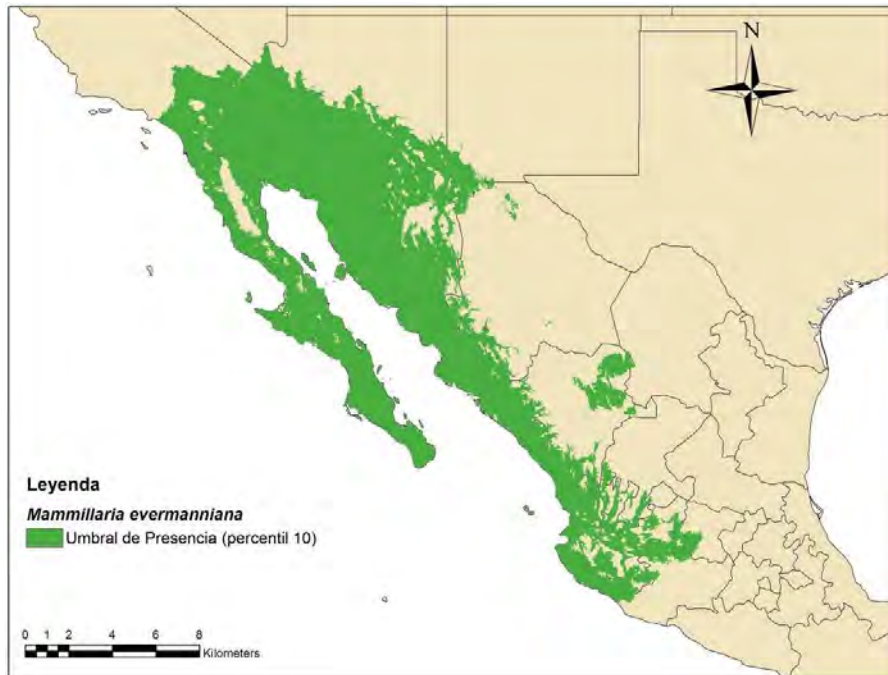 N
Leyenda
Mammillaria evermanniana
Umbral de Presencia (percentil 10)
0 1 2 4 6 8
Kilometers